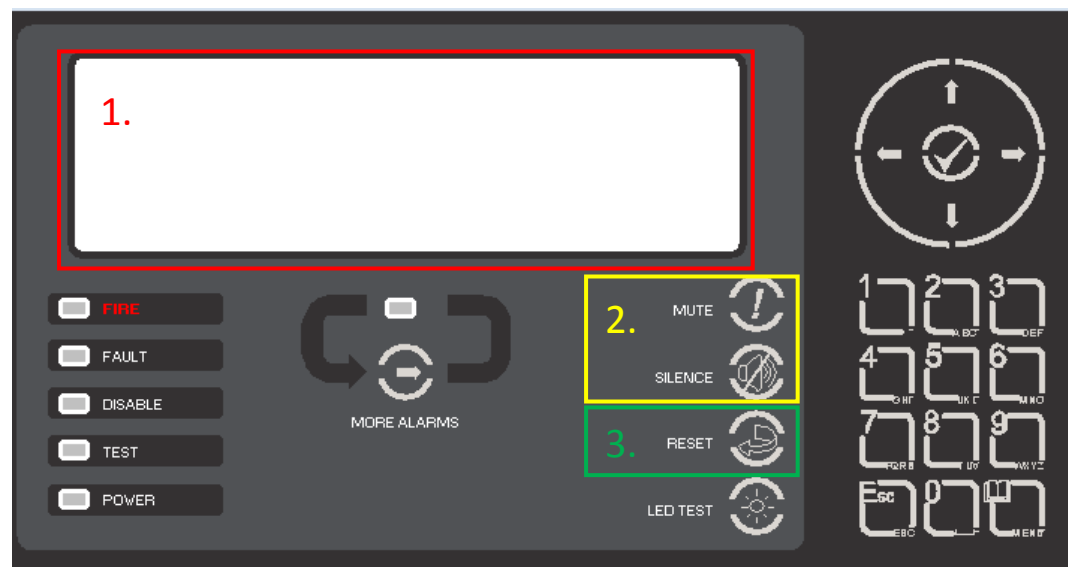 1.
FIRE
FAULT
DISABLE
TEST
POWER
MORE ALARMS
2.
MUTE
SILENCE
3.
RESET
LED TEST
1 2 3
ABC DEF
4 5 6
GHI JKL MNO
7 8 9
PQRS TUV WXYZ
Esc 0
ESC MENU